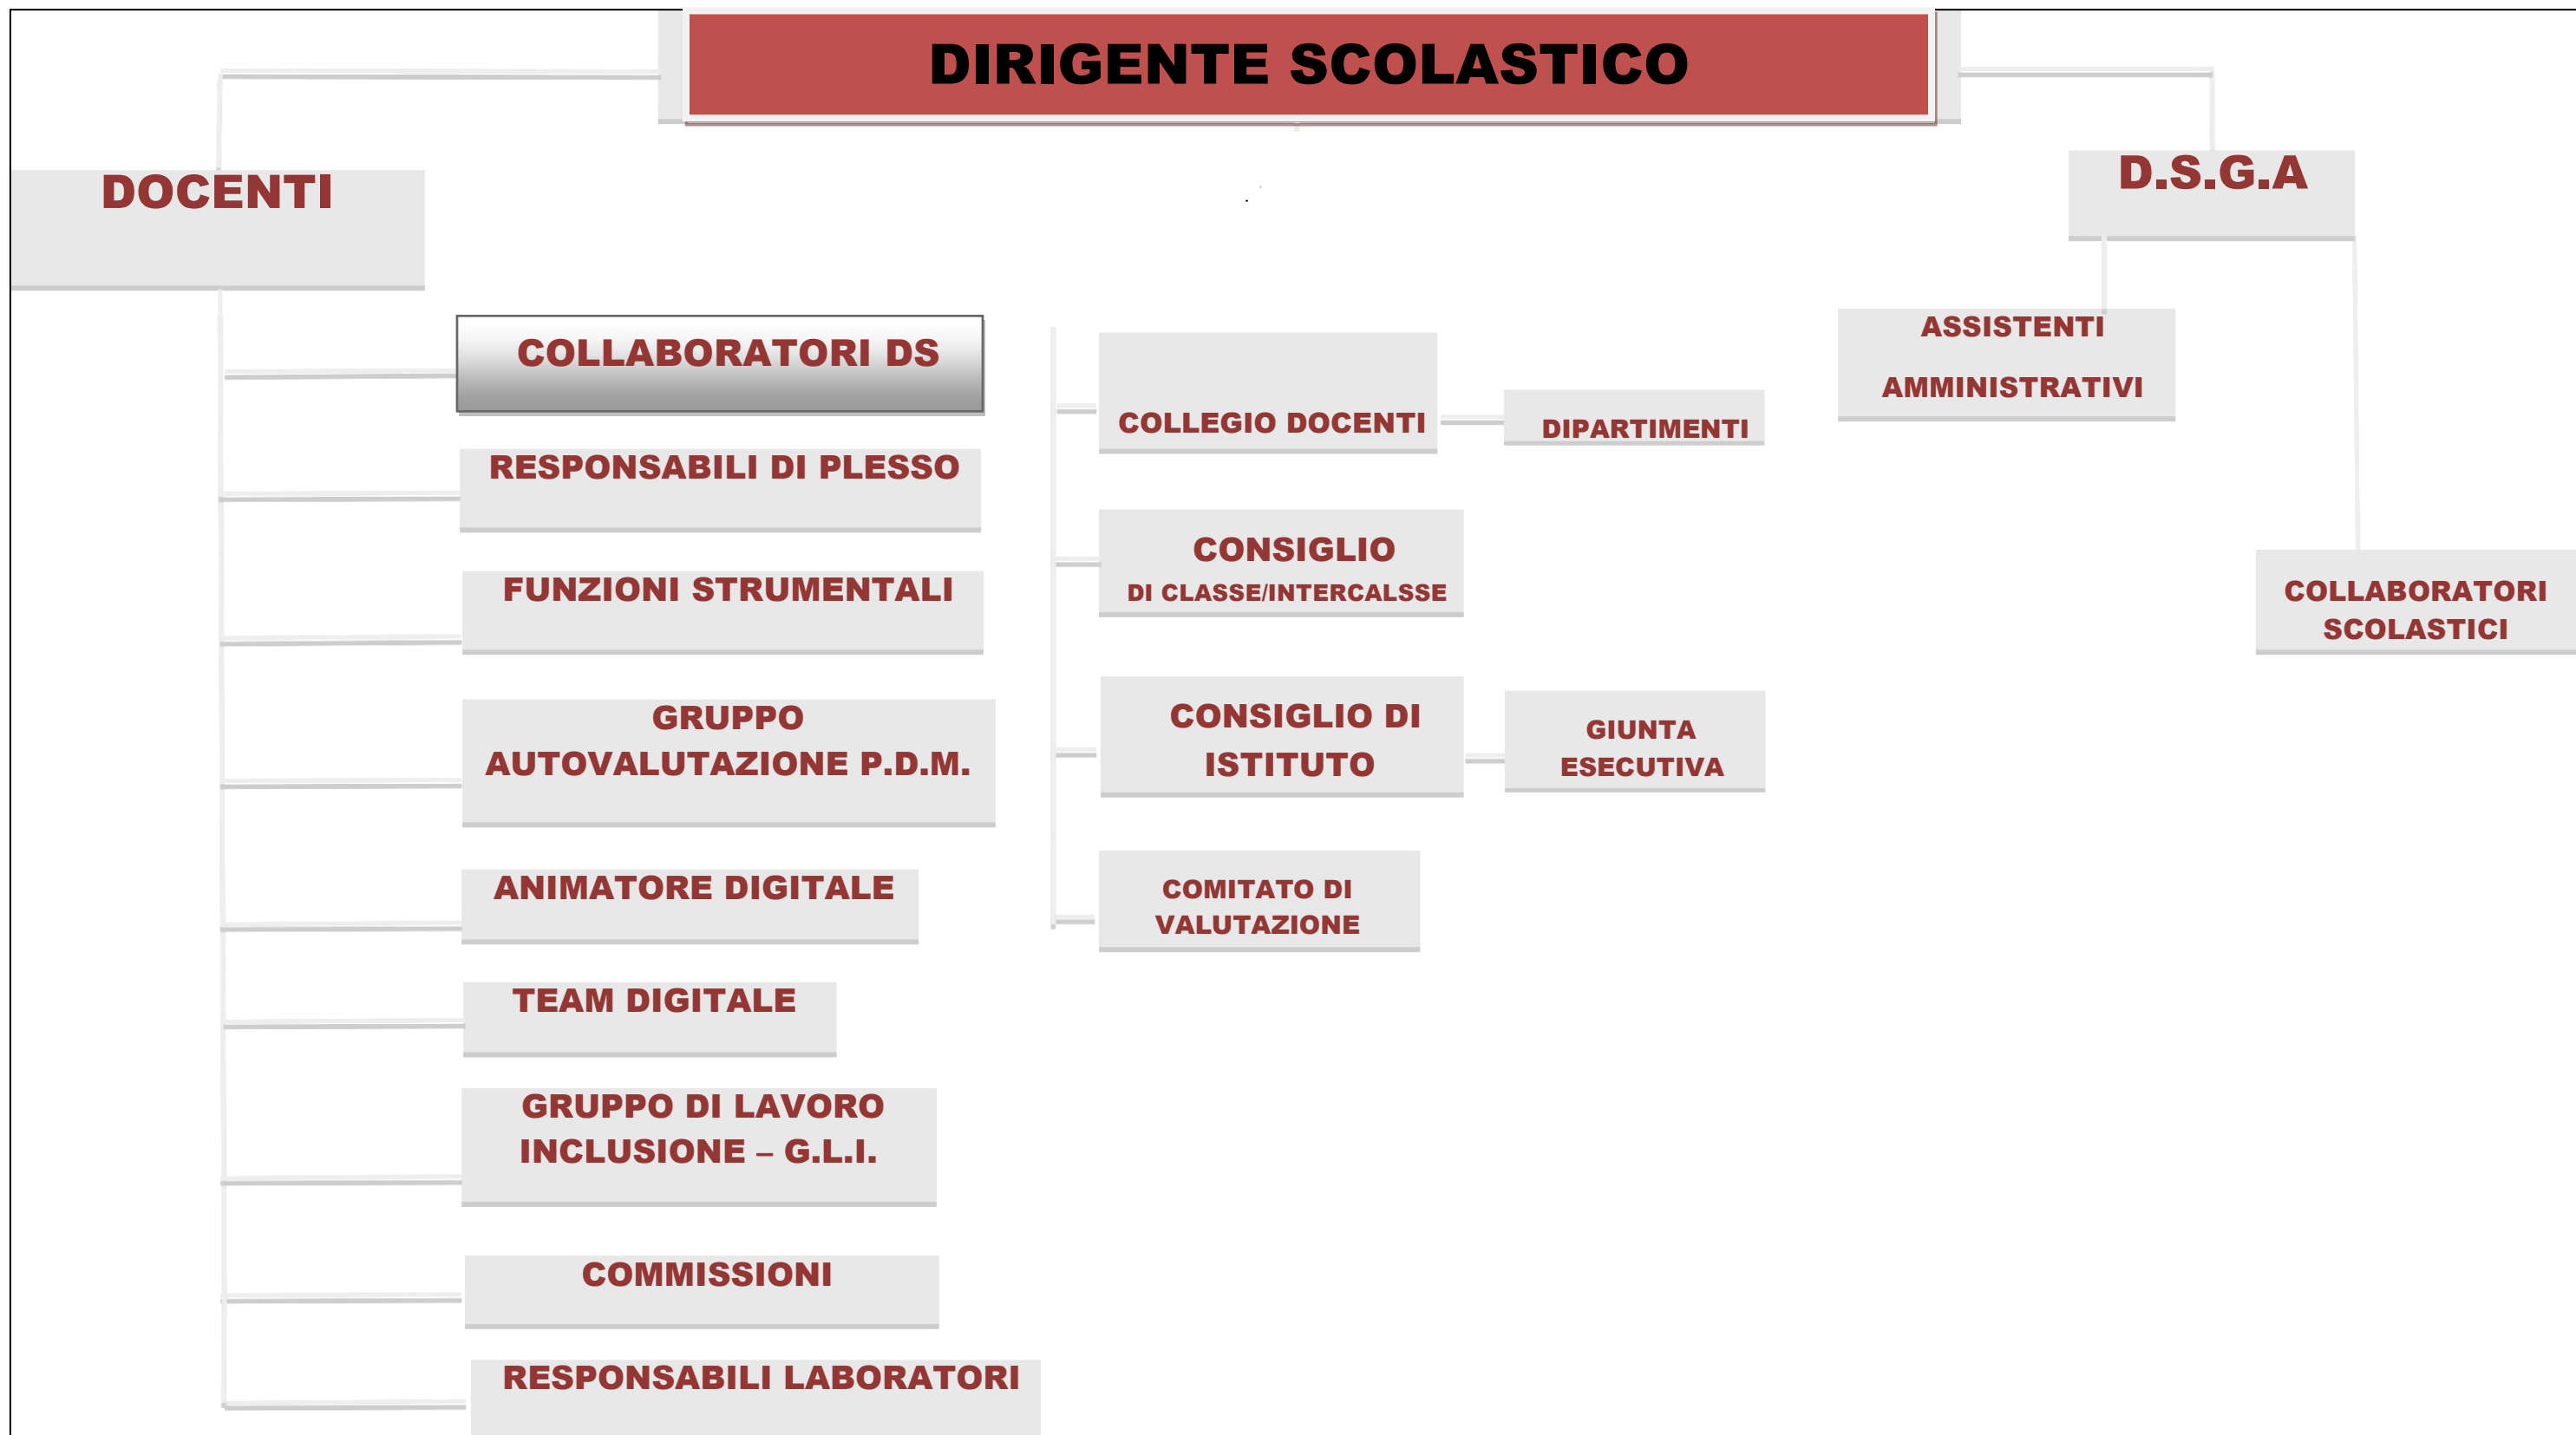 DIRIGENTE SCOLASTICO
DOCENTI
D.S.G.A
COLLABORATORI DS
RESPONSABILI DI PLESSO
FUNZIONI STRUMENTALI
GRUPPO
AUTOVALUTAZIONE P.D.M.
ANIMATORE DIGITALE
TEAM DIGITALE
GRUPPO DI LAVORO
INCLUSIONE – G.L.I.
COMMISSIONI
RESPONSABILI LABORATORI
COLLEGIO DOCENTI
DIPARTIMENTI
CONSIGLIO
DI CLASSE/INTERCALSSE
CONSIGLIO DI
ISTITUTO
GIUNTA
ESECUTIVA
COMITATO DI
VALUTAZIONE
ASSISTENTI
AMMINISTRATIVI
COLLABORATORI
SCOLASTICI